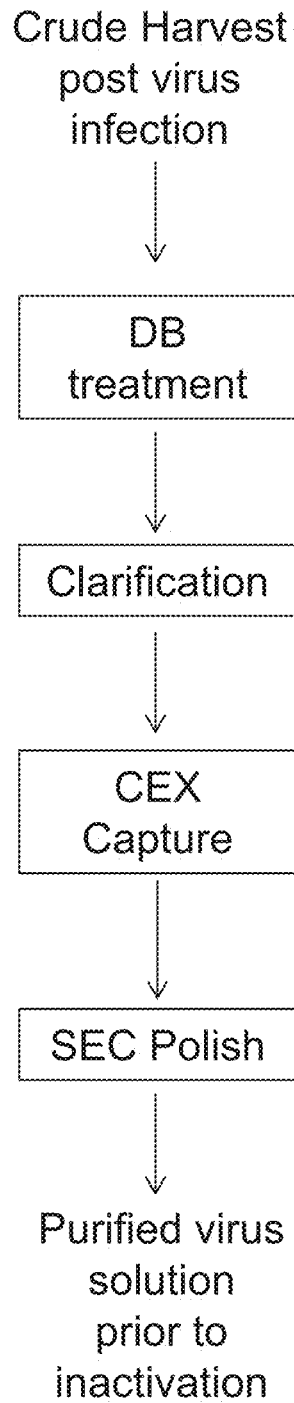 Crude Harvest
post virus
infection
DB
treatment
Clarification
CEX
Capture
SEC Polish
Purified virus
solution
prior to
inactivation